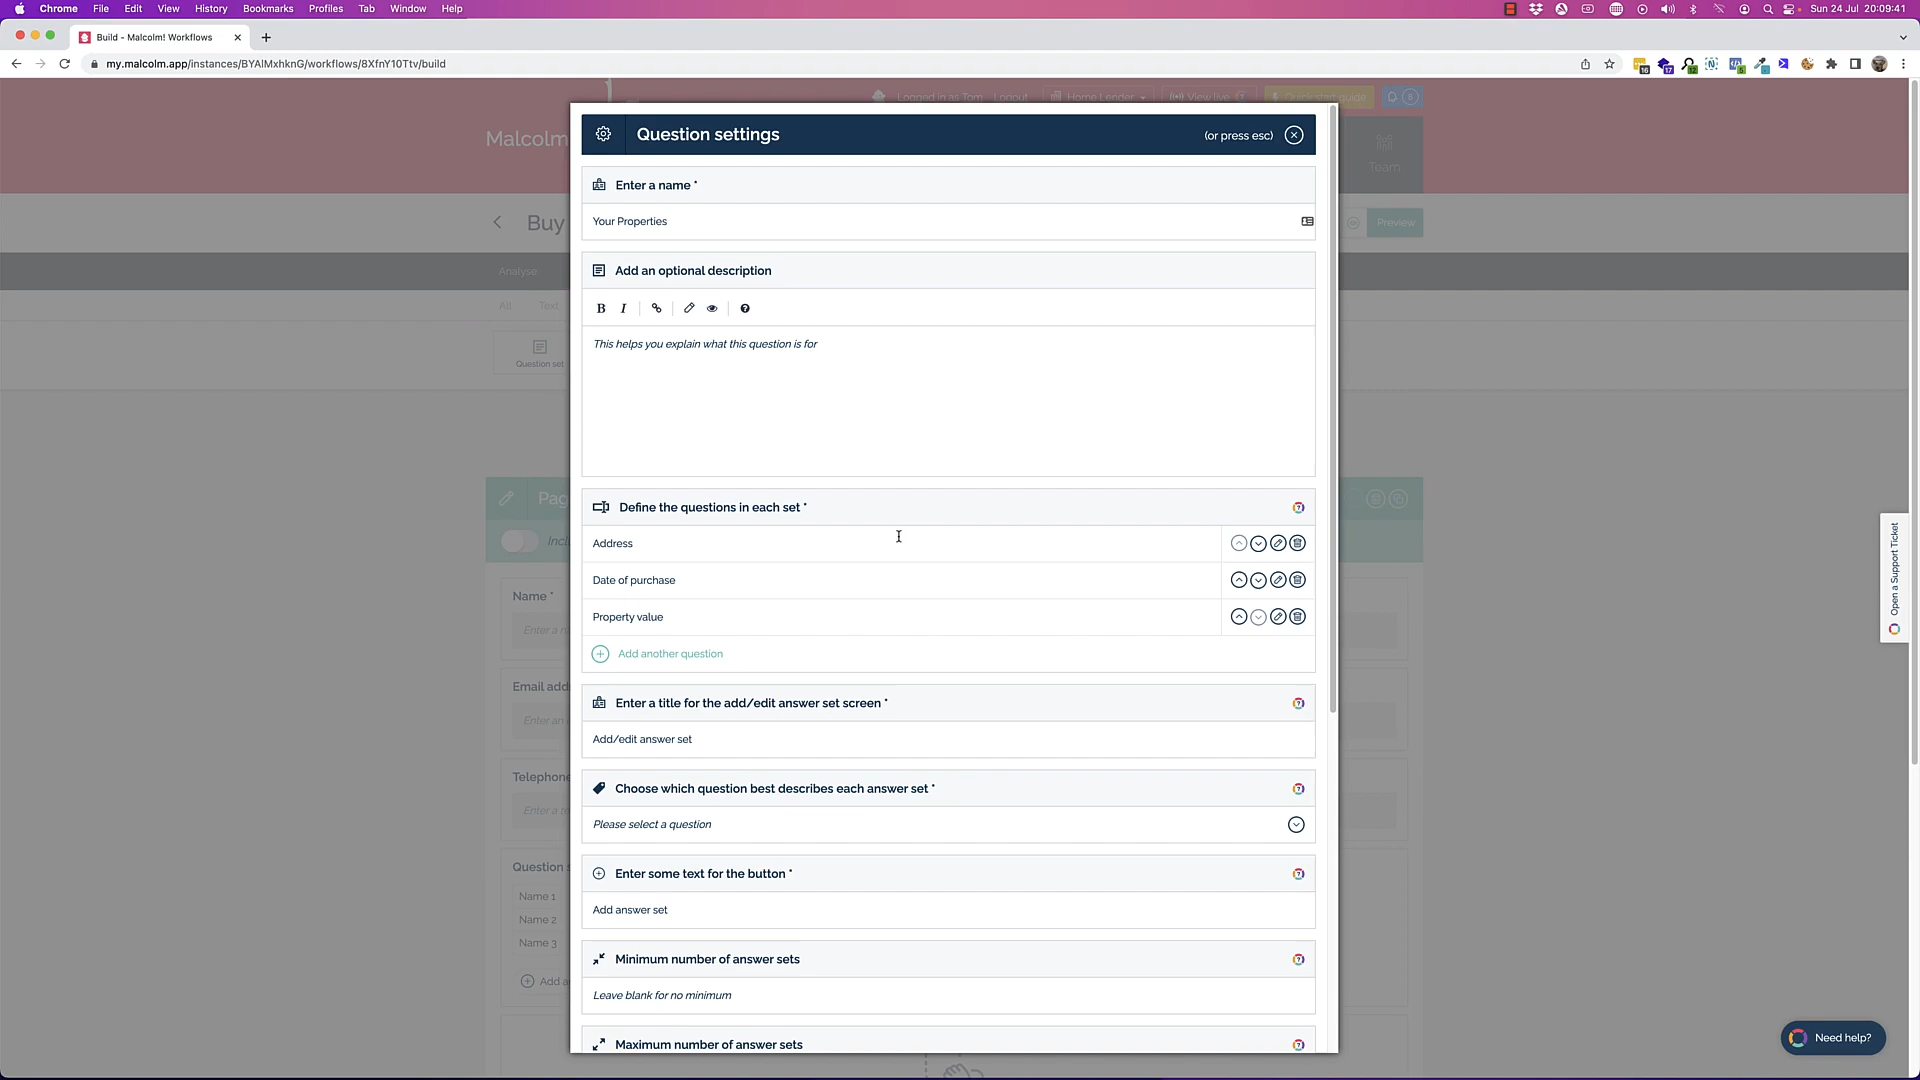 Chrome File Edit View History Bookmarks Profiles Tab Window Help Sun 24 Jul 20:09:41
Build - Malcolm! Workflows
my.malcolm.app/instances/BYAlMxhknG/workflows/8XfnY10Ttv/build
Logged in as Tom Logout Home Lender View live Quick start guide 8
Malcolm
Team
Question settings (or press esc)
Enter a name *
Your Properties
Buy
Preview
Add an optional description
Analyse
All Text
B I
This helps you explain what this question is for
Question set
Define the questions in each set *
Pag
Address
Incl
Date of purchase
Name *
Property value
Enter a n
Add another question
Email add
Enter a title for the add/edit answer set screen *
Enter an
Add/edit answer set
Telephone
Choose which question best describes each answer set *
Enter a
Please select a question
Question s
Enter some text for the button *
Name 1
Add answer set
Name 2
Name 3
Minimum number of answer sets
Add a
Leave blank for no minimum
Maximum number of answer sets
Open a Support Ticket
Need help?